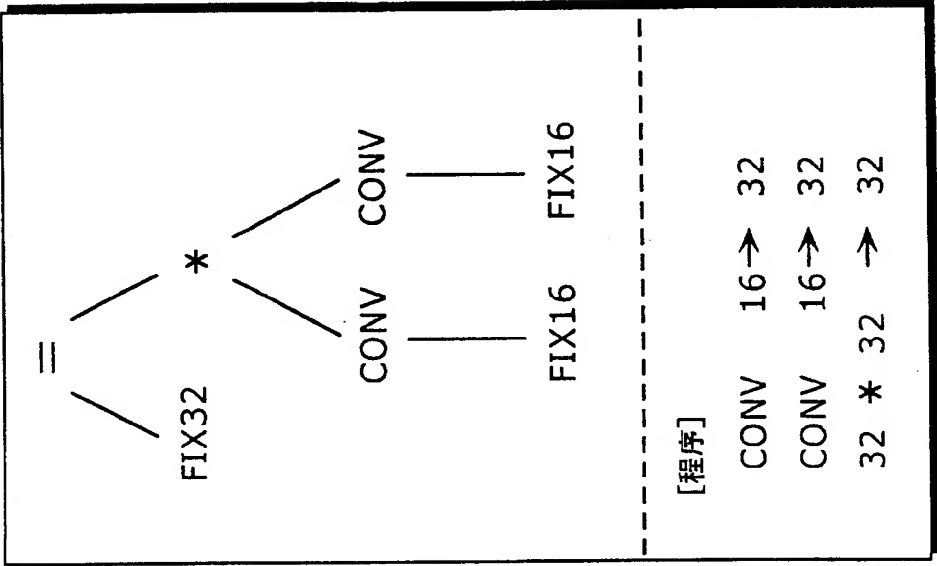 =
FIX32 *
CONV CONV
FIX16 FIX16
[程序]
CONV 16→ 32
CONV 16→ 32
32 * 32 → 32